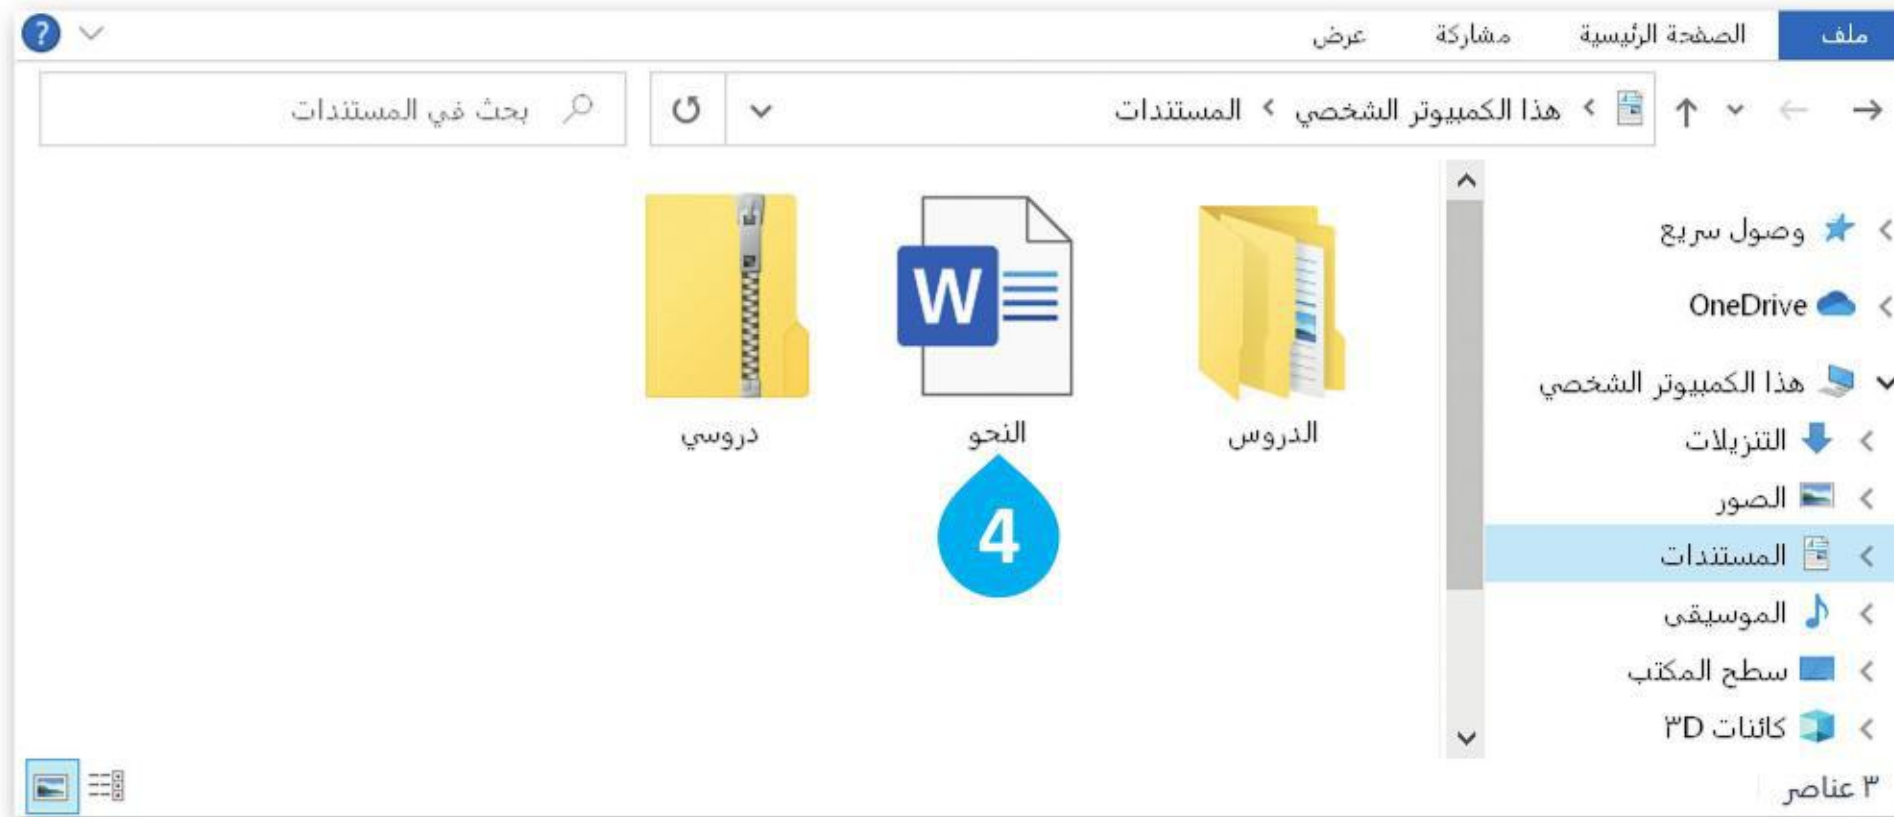 ملف الصفحة الرئيسية مشاركة عرض ?
هذا الكمبيوتر الشخصي › المستندات
بحث في المستندات
وصول سريع
OneDrive
هذا الكمبيوتر الشخصي
التنزيلات
الصور
المستندات
الموسيقى
سطح المكتب
كائنات ٣D
الدروس
W
النحو
دروسي
4
٣ عناصر